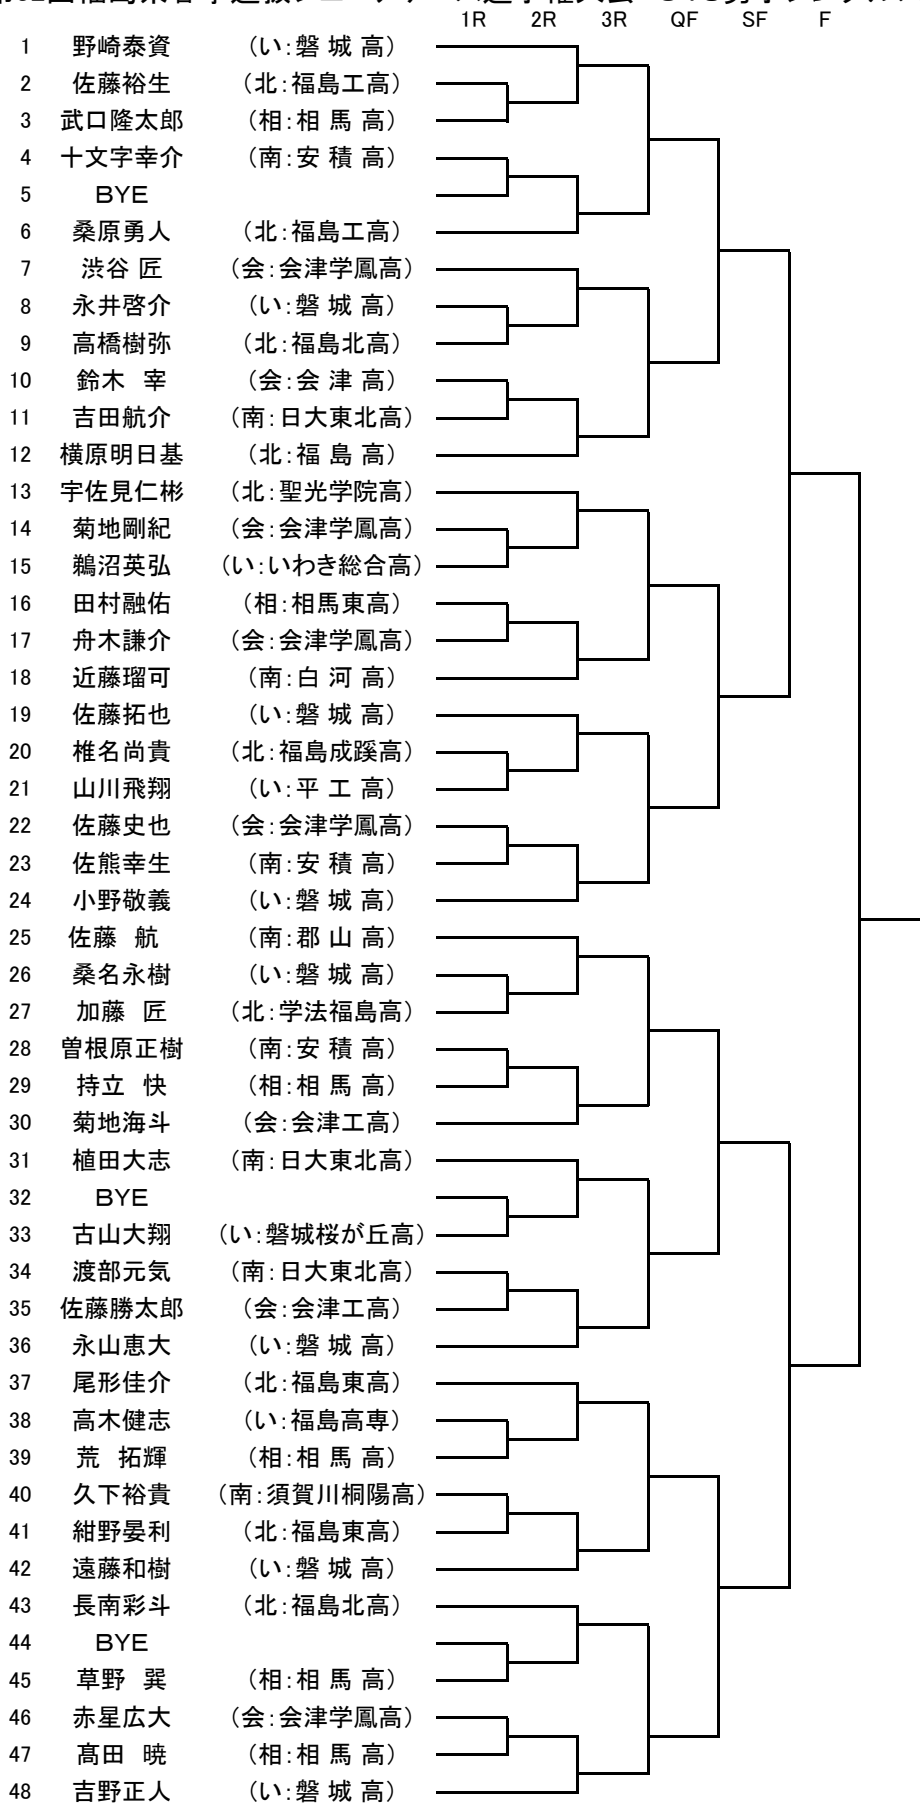 1R 2R 3R QF SF F
1 野崎泰資 （い：磐 城 高）
2 佐藤裕生 （北：福島工高）
3 武口隆太郎 （相：相 馬 高）
4 十文字幸介 （南：安 積 高）
5 BYE
6 桑原勇人 （北：福島工高）
7 渋谷 匠 （会：会津学鳳高）
8 永井啓介 （い：磐 城 高）
9 高橋樹弥 （北：福島北高）
10 鈴木 宰 （会：会 津 高）
11 吉田航介 （南：日大東北高）
12 横原明日基 （北：福 島 高）
13 宇佐見仁彬 （北：聖光学院高）
14 菊地剛紀 （会：会津学鳳高）
15 鵜沼英弘 （い：いわき総合高）
16 田村融佑 （相：相馬東高）
17 舟木謙介 （会：会津学鳳高）
18 近藤瑠可 （南：白 河 高）
19 佐藤拓也 （い：磐 城 高）
20 椎名尚貴 （北：福島成蹊高）
21 山川飛翔 （い：平 工 高）
22 佐藤史也 （会：会津学鳳高）
23 佐熊幸生 （南：安 積 高）
24 小野敬義 （い：磐 城 高）
25 佐藤 航 （南：郡 山 高）
26 桑名永樹 （い：磐 城 高）
27 加藤 匠 （北：学法福島高）
28 曽根原正樹 （南：安 積 高）
29 持立 快 （相：相 馬 高）
30 菊地海斗 （会：会津工高）
31 植田大志 （南：日大東北高）
32 BYE
33 古山大翔 （い：磐城桜が丘高）
34 渡部元気 （南：日大東北高）
35 佐藤勝太郎 （会：会津工高）
36 永山恵大 （い：磐 城 高）
37 尾形佳介 （北：福島東高）
38 高木健志 （い：福島高専）
39 荒 拓輝 （相：相 馬 高）
40 久下裕貴 （南：須賀川桐陽高）
41 紺野晏利 （北：福島東高）
42 遠藤和樹 （い：磐 城 高）
43 長南彩斗 （北：福島北高）
44 BYE
45 草野 巽 （相：相 馬 高）
46 赤星広大 （会：会津学鳳高）
47 髙田 暁 （相：相 馬 高）
48 吉野正人 （い：磐 城 高）